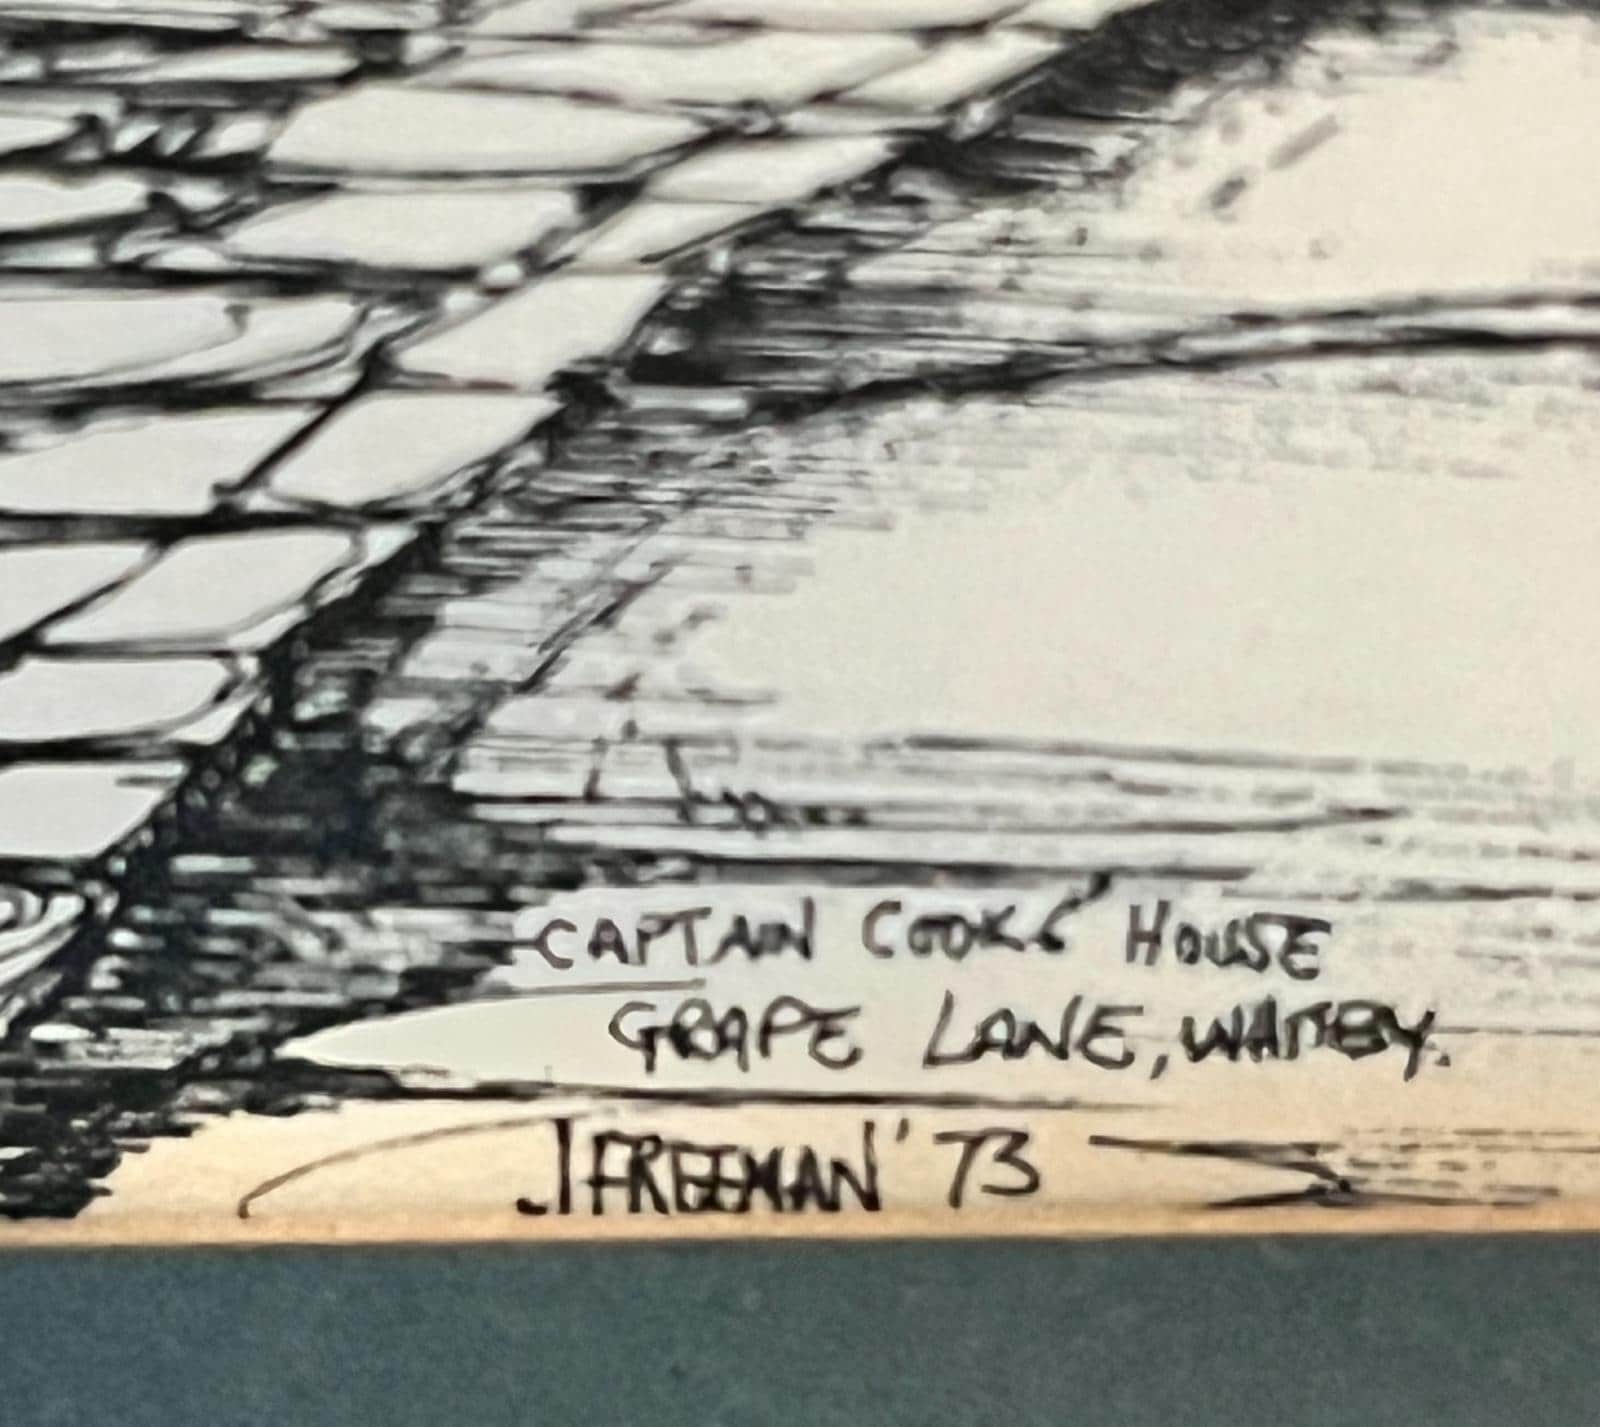 CAPTAIN COOKS' HOUSE
GRAPE LANE, WHITBY.
J FREEMAN '73